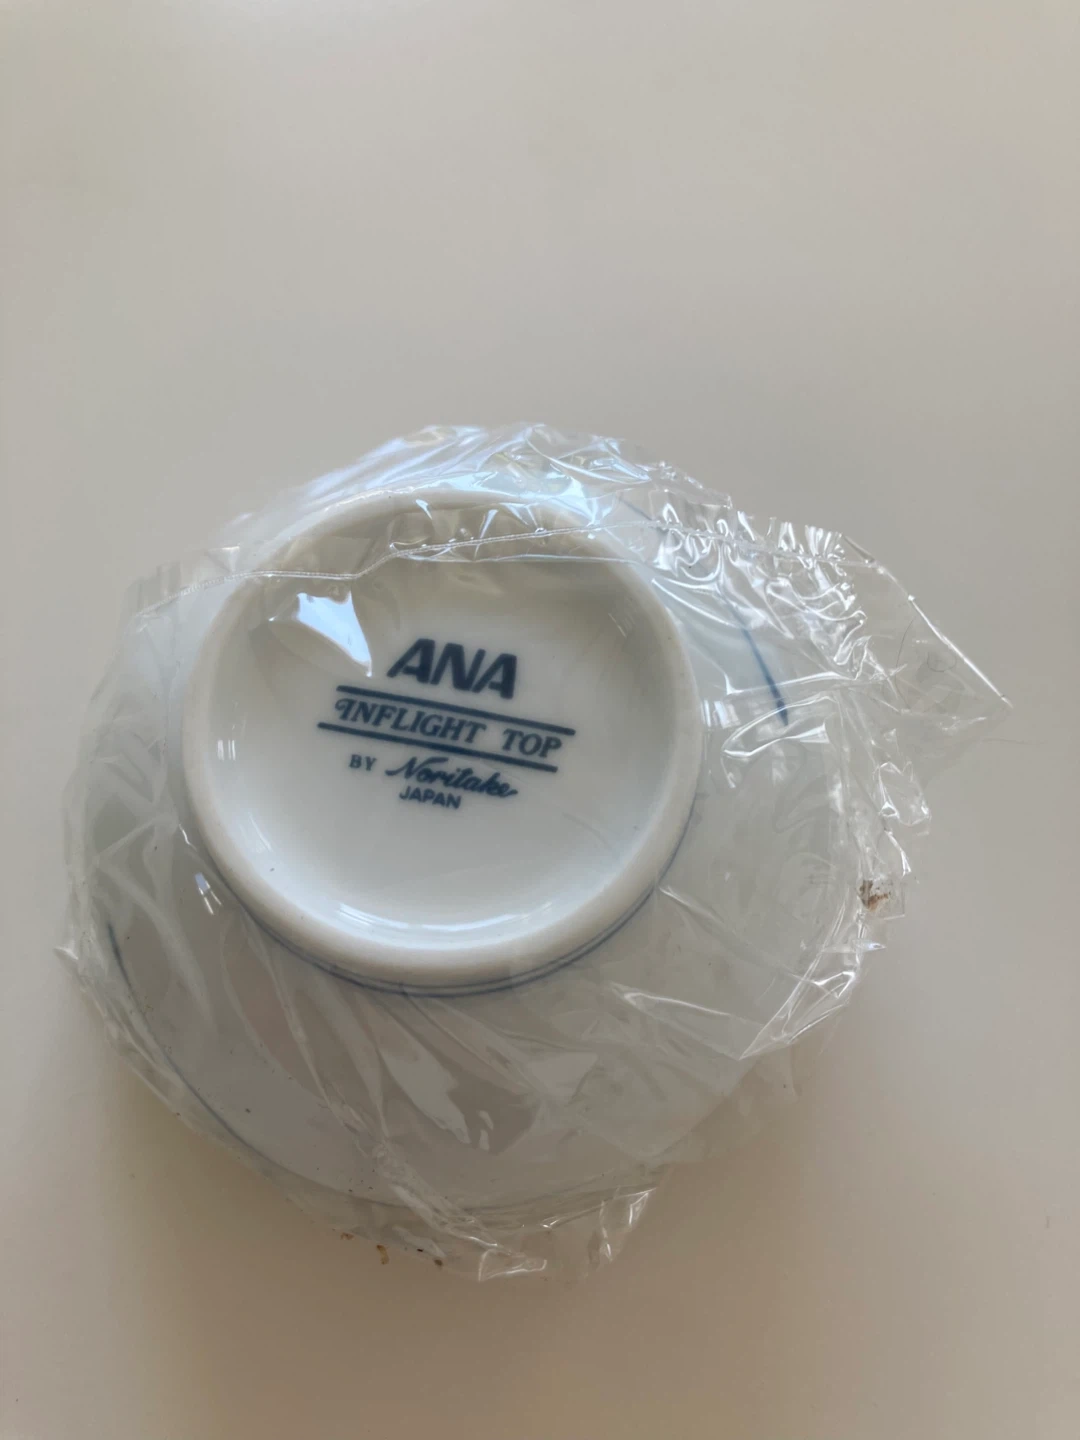 ANA
INFLIGHT TOP
BY Noritake
JAPAN